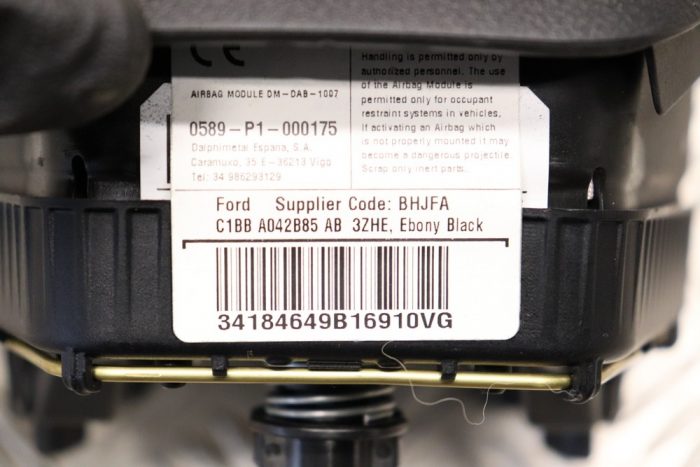 CE
AIRBAG MODULE DM-DAB-1007
0589-P1-000175
Dalphimetal Espana, S.A.
Caramuxo, 35 E - 36213 Vigo
Tel: 34 986293129
Handling is permitted only by
authorized personnel. The use
of the Airbag Module is
permitted only for occupant
restraint systems in vehicles.
If activating an Airbag which
is not properly mounted it may
become a dangerous projectile.
Scrap only inert parts.
Ford Supplier Code: BHJFA
C1BB A042B85 AB 3ZHE, Ebony Black
34184649B16910VG